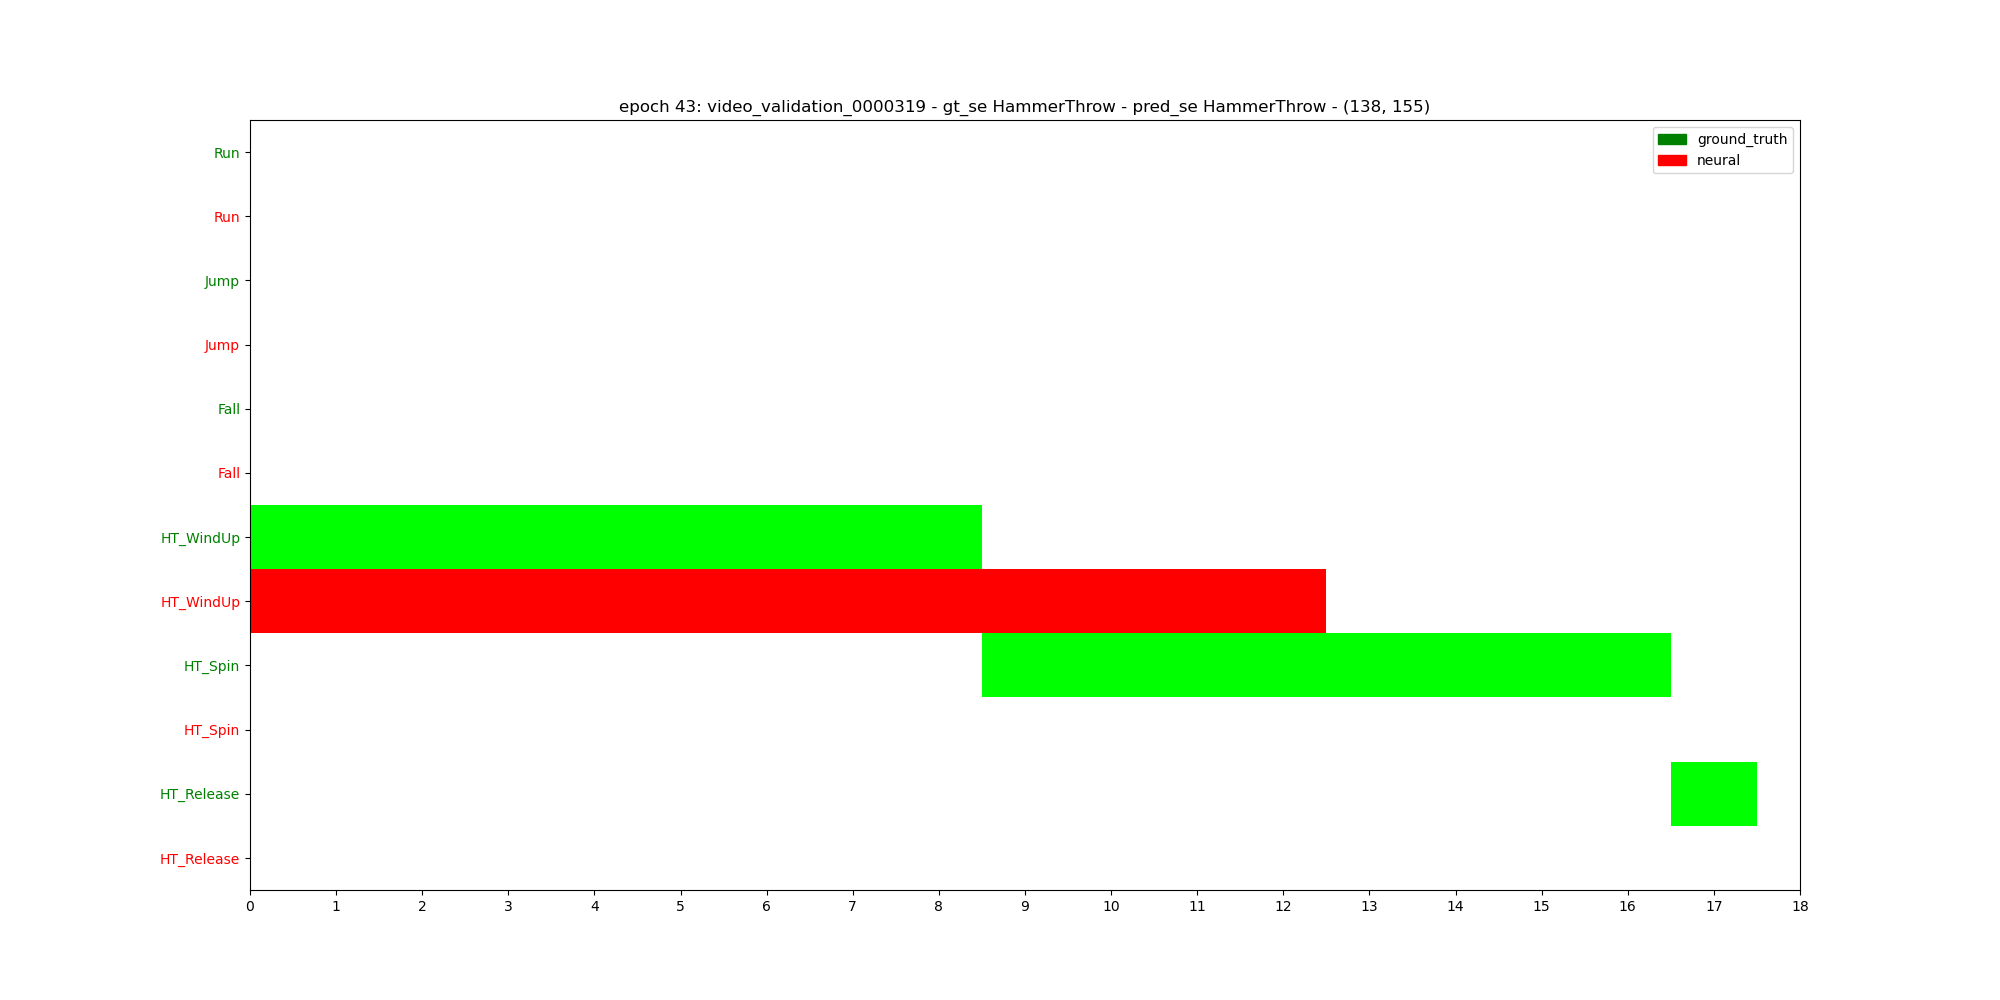 epoch 43: video_validation_0000319 - gt_se HammerThrow - pred_se HammerThrow - (138, 155)
ground_truth
neural
Run
Run
Jump
Jump
Fall
Fall
HT_WindUp
HT_WindUp
HT_Spin
HT_Spin
HT_Release
HT_Release
0 1 2 3 4 5 6 7 8 9 10 11 12 13 14 15 16 17 18